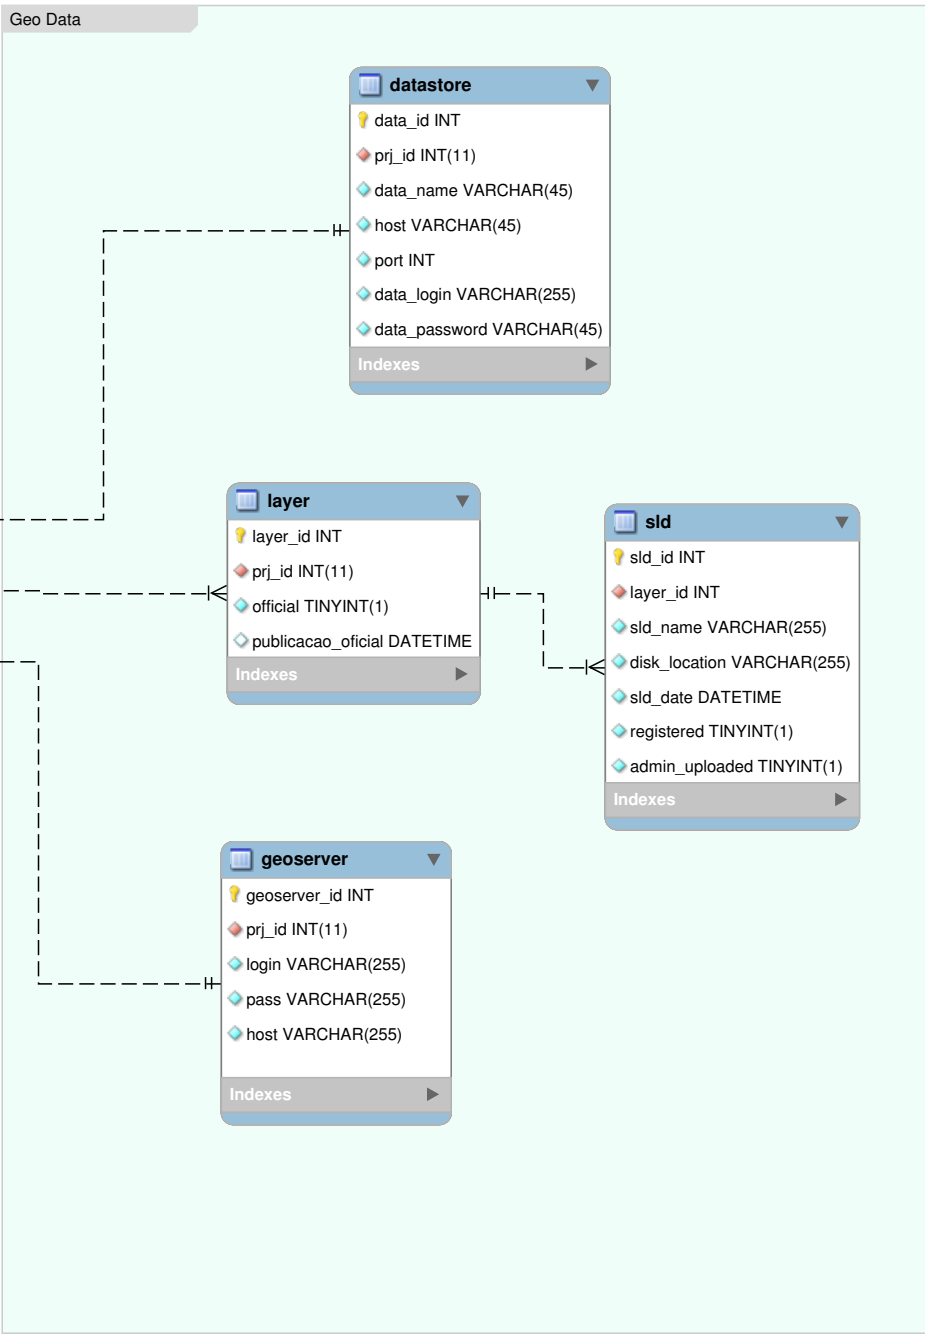 Geo Data
datastore
data_id INT
prj_id INT(11)
data_name VARCHAR(45)
host VARCHAR(45)
port INT
data_login VARCHAR(255)
data_password VARCHAR(45)
Indexes
layer
layer_id INT
prj_id INT(11)
official TINYINT(1)
publicacao_oficial DATETIME
Indexes
sld
sld_id INT
layer_id INT
sld_name VARCHAR(255)
disk_location VARCHAR(255)
sld_date DATETIME
registered TINYINT(1)
admin_uploaded TINYINT(1)
Indexes
geoserver
geoserver_id INT
prj_id INT(11)
login VARCHAR(255)
pass VARCHAR(255)
host VARCHAR(255)
Indexes